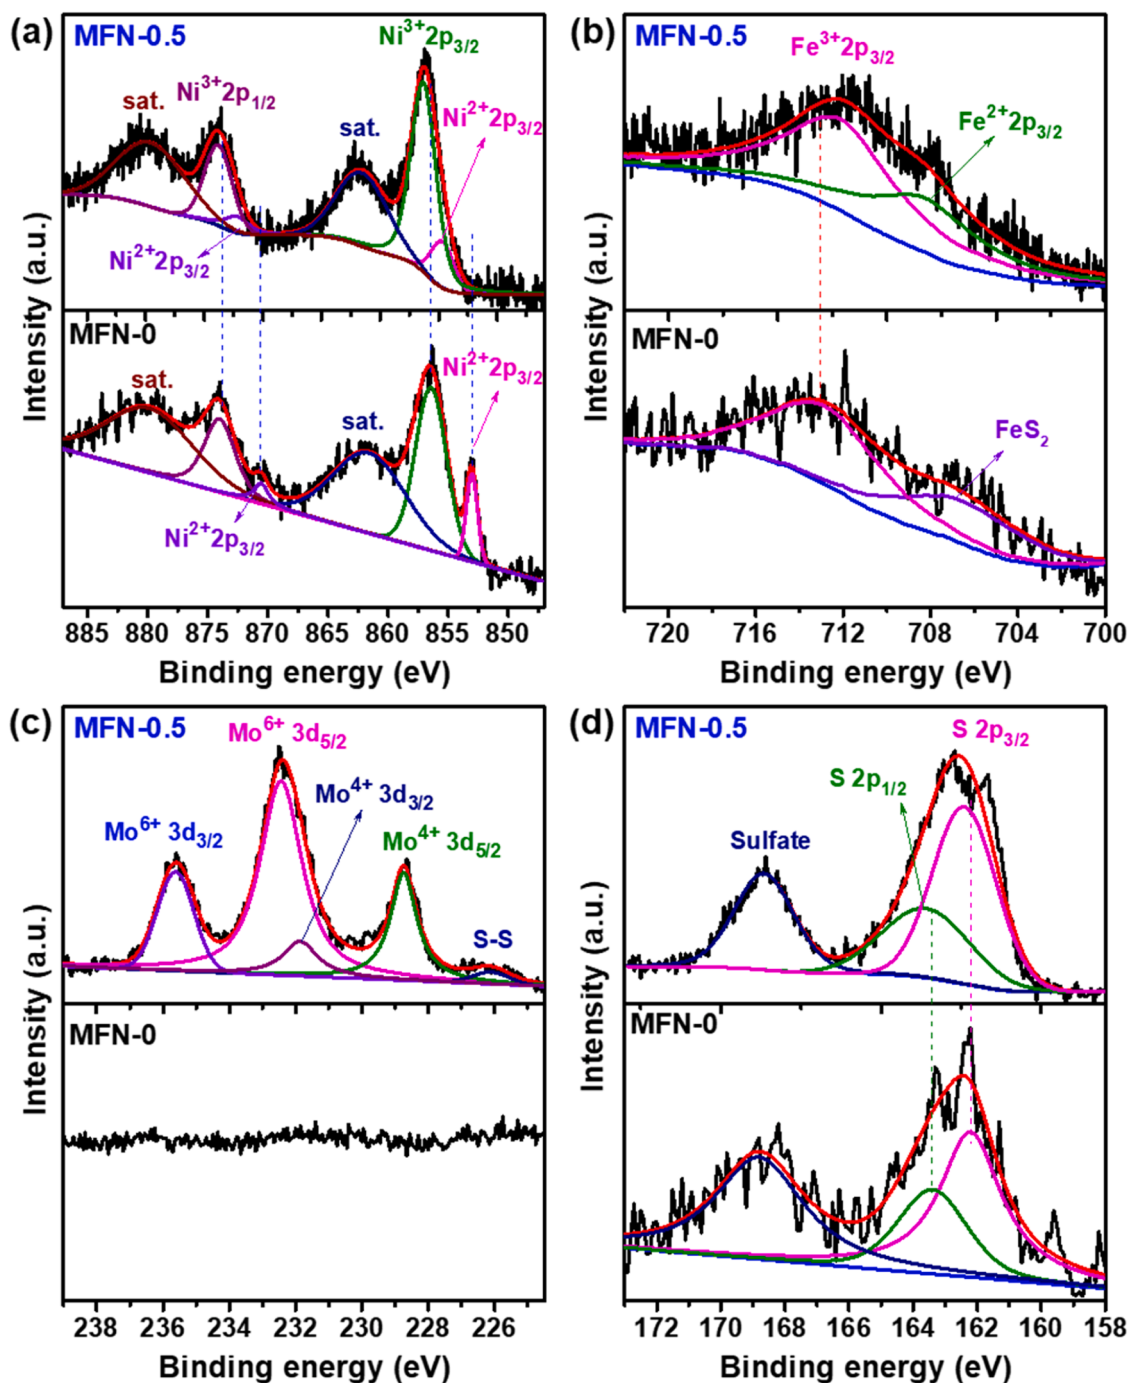 (a) MFN-0.5
Ni³⁺2p₃/₂
Ni³⁺2p₁/₂
sat.
sat.
Ni²⁺2p₃/₂
Ni²⁺2p₃/₂
MFN-0
sat.
sat.
Ni²⁺2p₃/₂
Ni²⁺2p₃/₂
Intensity (a.u.)
885 880 875 870 865 860 855 850
Binding energy (eV)
(b) MFN-0.5
Fe³⁺2p₃/₂
Fe²⁺2p₃/₂
MFN-0
FeS₂
Intensity (a.u.)
720 716 712 708 704 700
Binding energy (eV)
(c) MFN-0.5
Mo⁶⁺ 3d₅/₂
Mo⁴⁺ 3d₃/₂
Mo⁶⁺ 3d₃/₂
Mo⁴⁺ 3d₅/₂
S-S
MFN-0
Intensity (a.u.)
238 236 234 232 230 228 226
Binding energy (eV)
(d) MFN-0.5
S 2p₃/₂
S 2p₁/₂
Sulfate
MFN-0
Intensity (a.u.)
172 170 168 166 164 162 160 158
Binding energy (eV)